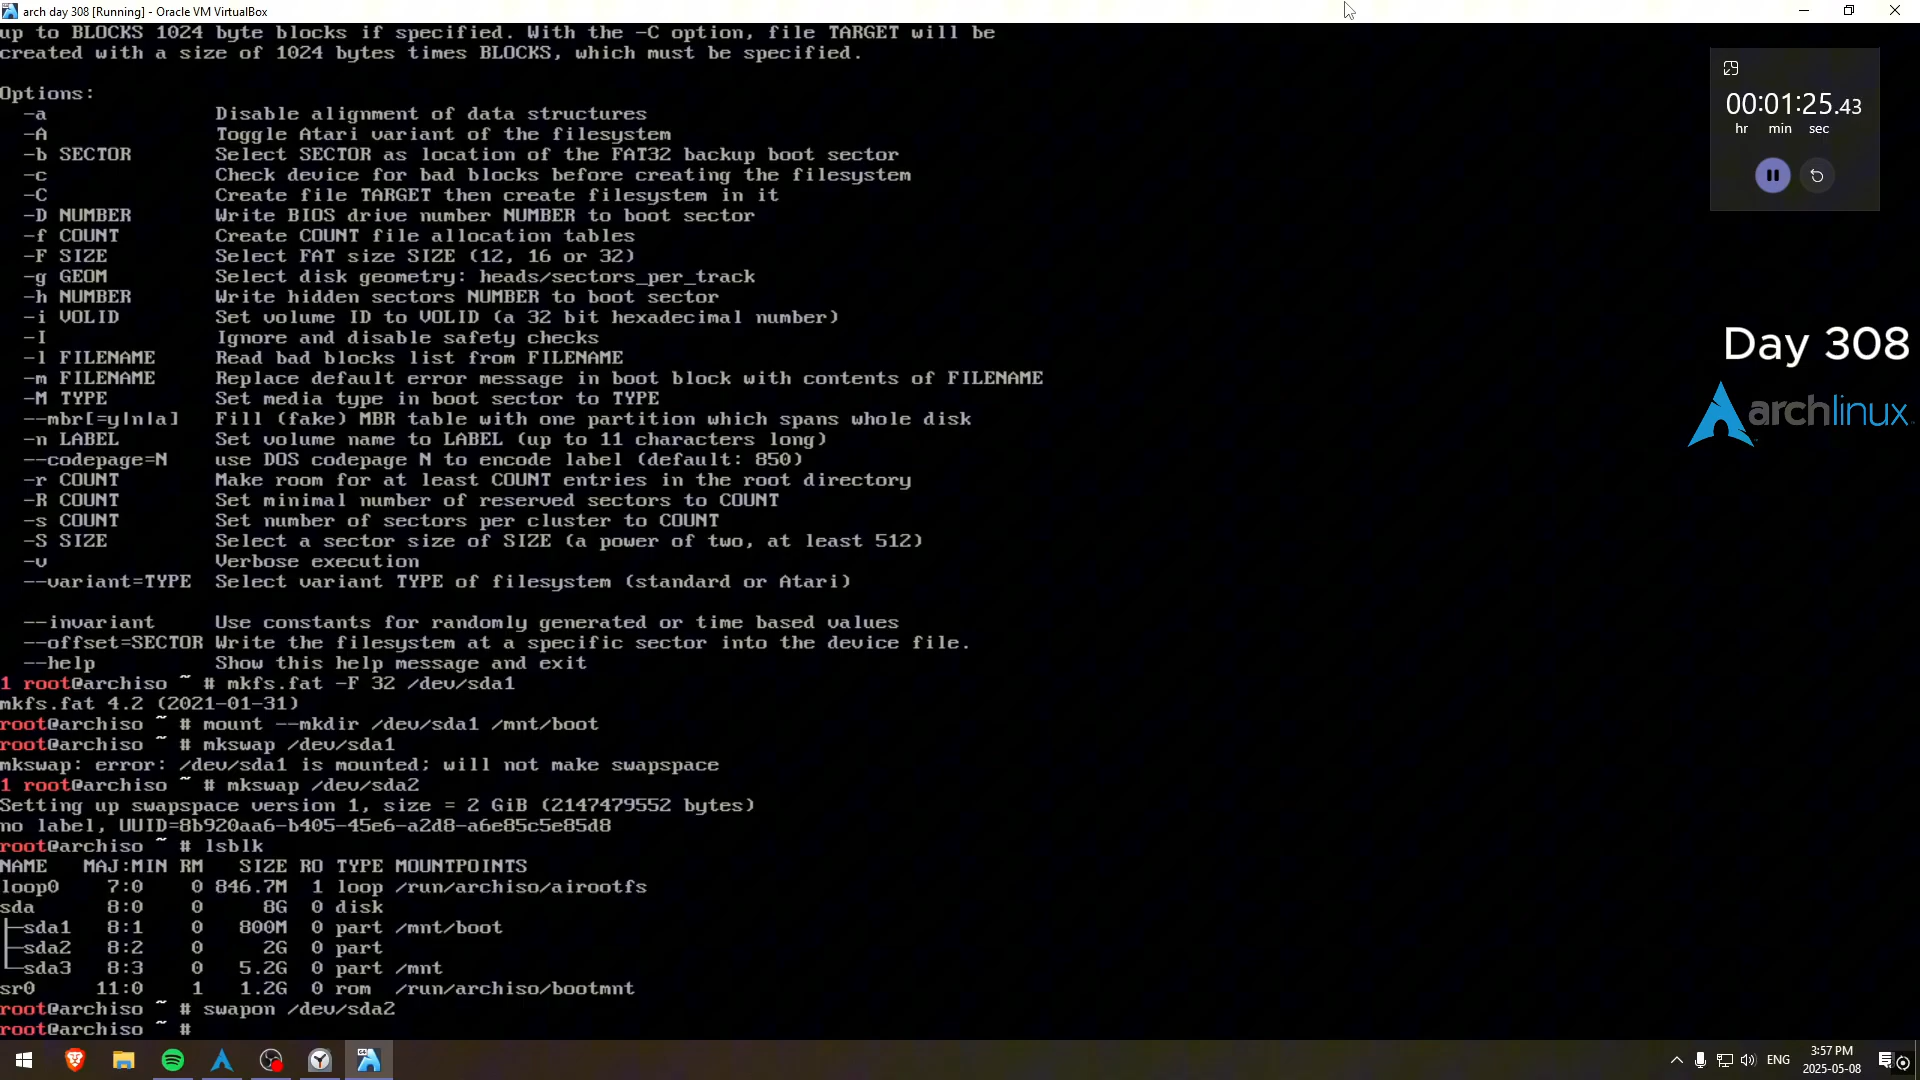 arch day 308 [Running] - Oracle VM VirtualBox
up to BLOCKS 1024 byte blocks if specified. With the -C option, file TARGET will be
created with a size of 1024 bytes times BLOCKS, which must be specified.
Options:
-a Disable alignment of data structures
-A Toggle Atari variant of the filesystem
-b SECTOR Select SECTOR as location of the FAT32 backup boot sector
-c Check device for bad blocks before creating the filesystem
-C Create file TARGET then create filesystem in it
-D NUMBER Write BIOS drive number NUMBER to boot sector
-f COUNT Create COUNT file allocation tables
-F SIZE Select FAT size SIZE (12, 16 or 32)
-g GEOM Select disk geometry: heads/sectors_per_track
-h NUMBER Write hidden sectors NUMBER to boot sector
-i VOLID Set volume ID to VOLID (a 32 bit hexadecimal number)
-I Ignore and disable safety checks
-l FILENAME Read bad blocks list from FILENAME
-m FILENAME Replace default error message in boot block with contents of FILENAME
-M TYPE Set media type in boot sector to TYPE
--mbr[=y|n|a] Fill (fake) MBR table with one partition which spans whole disk
-n LABEL Set volume name to LABEL (up to 11 characters long)
--codepage=N use DOS codepage N to encode label (default: 850)
-r COUNT Make room for at least COUNT entries in the root directory
-R COUNT Set minimal number of reserved sectors to COUNT
-s COUNT Set number of sectors per cluster to COUNT
-S SIZE Select a sector size of SIZE (a power of two, at least 512)
-v Verbose execution
--variant=TYPE Select variant TYPE of filesystem (standard or Atari)
--invariant Use constants for randomly generated or time based values
--offset=SECTOR Write the filesystem at a specific sector into the device file.
--help Show this help message and exit
1 root@archiso ~ # mkfs.fat -F 32 /dev/sda1
mkfs.fat 4.2 (2021-01-31)
root@archiso ~ # mount --mkdir /dev/sda1 /mnt/boot
root@archiso ~ # mkswap /dev/sda1
mkswap: error: /dev/sda1 is mounted; will not make swapspace
1 root@archiso ~ # mkswap /dev/sda2
Setting up swapspace version 1, size = 2 GiB (2147479552 bytes)
no label, UUID=8b920aa6-b405-45e6-a2d8-a6e85c5e85d8
root@archiso ~ # lsblk
NAME MAJ:MIN RM SIZE RO TYPE MOUNTPOINTS
loop0 7:0 0 846.7M 1 loop /run/archiso/airootfs
sda 8:0 0 8G 0 disk
├─sda1 8:1 0 800M 0 part /mnt/boot
├─sda2 8:2 0 2G 0 part
└─sda3 8:3 0 5.2G 0 part /mnt
sr0 11:0 1 1.2G 0 rom /run/archiso/bootmnt
root@archiso ~ # swapon /dev/sda2
root@archiso ~ #
00:01:25.43
hr min sec
Day 308
archlinux
ENG
3:57 PM
2025-05-08